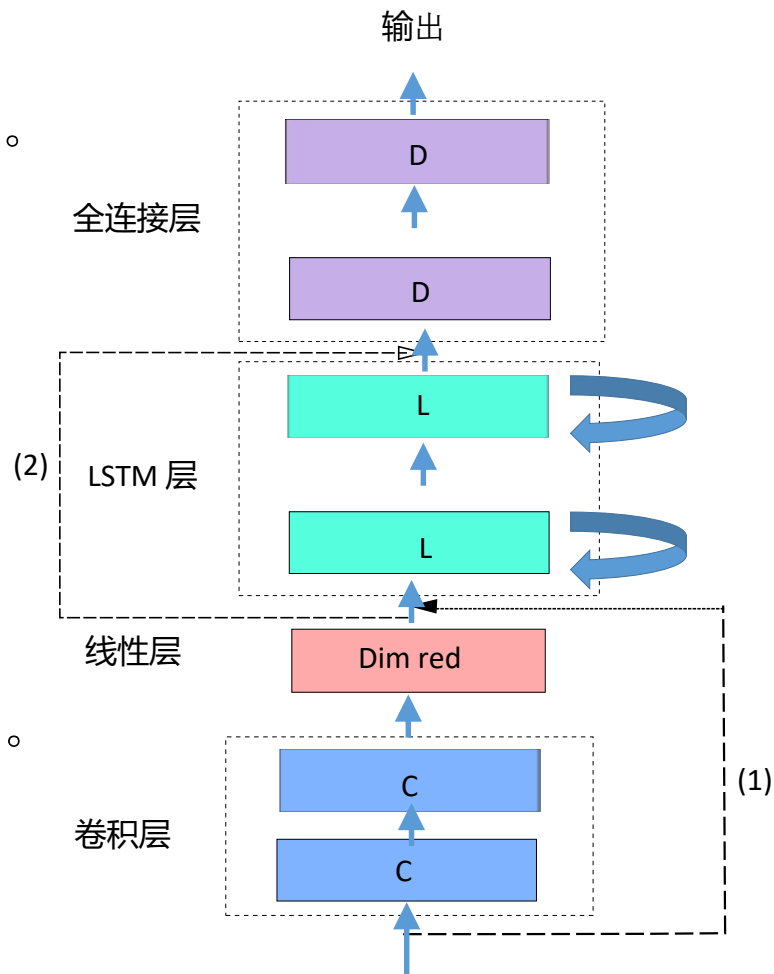 输出
。
D
全连接层
D
L
(2)
LSTM 层
L
线性层
Dim red
。
C
(1)
卷积层
C